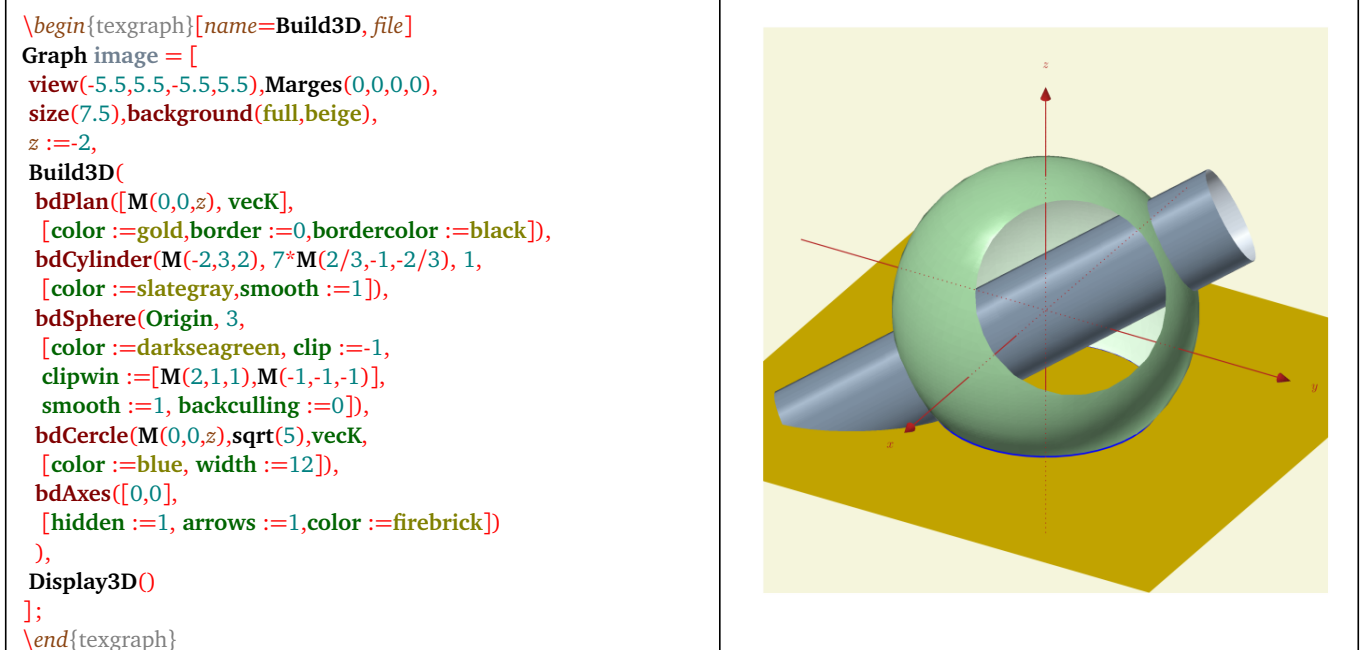 \begin{texgraph}[name=Build3D, file]
Graph image = [
view(-5.5,5.5,-5.5,5.5),Marges(0,0,0,0),
size(7.5),background(full,beige),
z :=-2,
Build3D(
bdPlan([M(0,0,z), vecK],
[color :=gold,border :=0,bordercolor :=black]),
bdCylinder(M(-2,3,2), 7*M(2/3,-1,-2/3), 1,
[color :=slategray,smooth :=1]),
bdSphere(Origin, 3,
[color :=darkseagreen, clip :=-1,
clipwin :=[M(2,1,1),M(-1,-1,-1)],
smooth :=1, backculling :=0]),
bdCercle(M(0,0,z),sqrt(5),vecK,
[color :=blue, width :=12]),
bdAxes([0,0],
[hidden :=1, arrows :=1,color :=firebrick])
),
Display3D()
];
\end{texgraph}
z
y
x